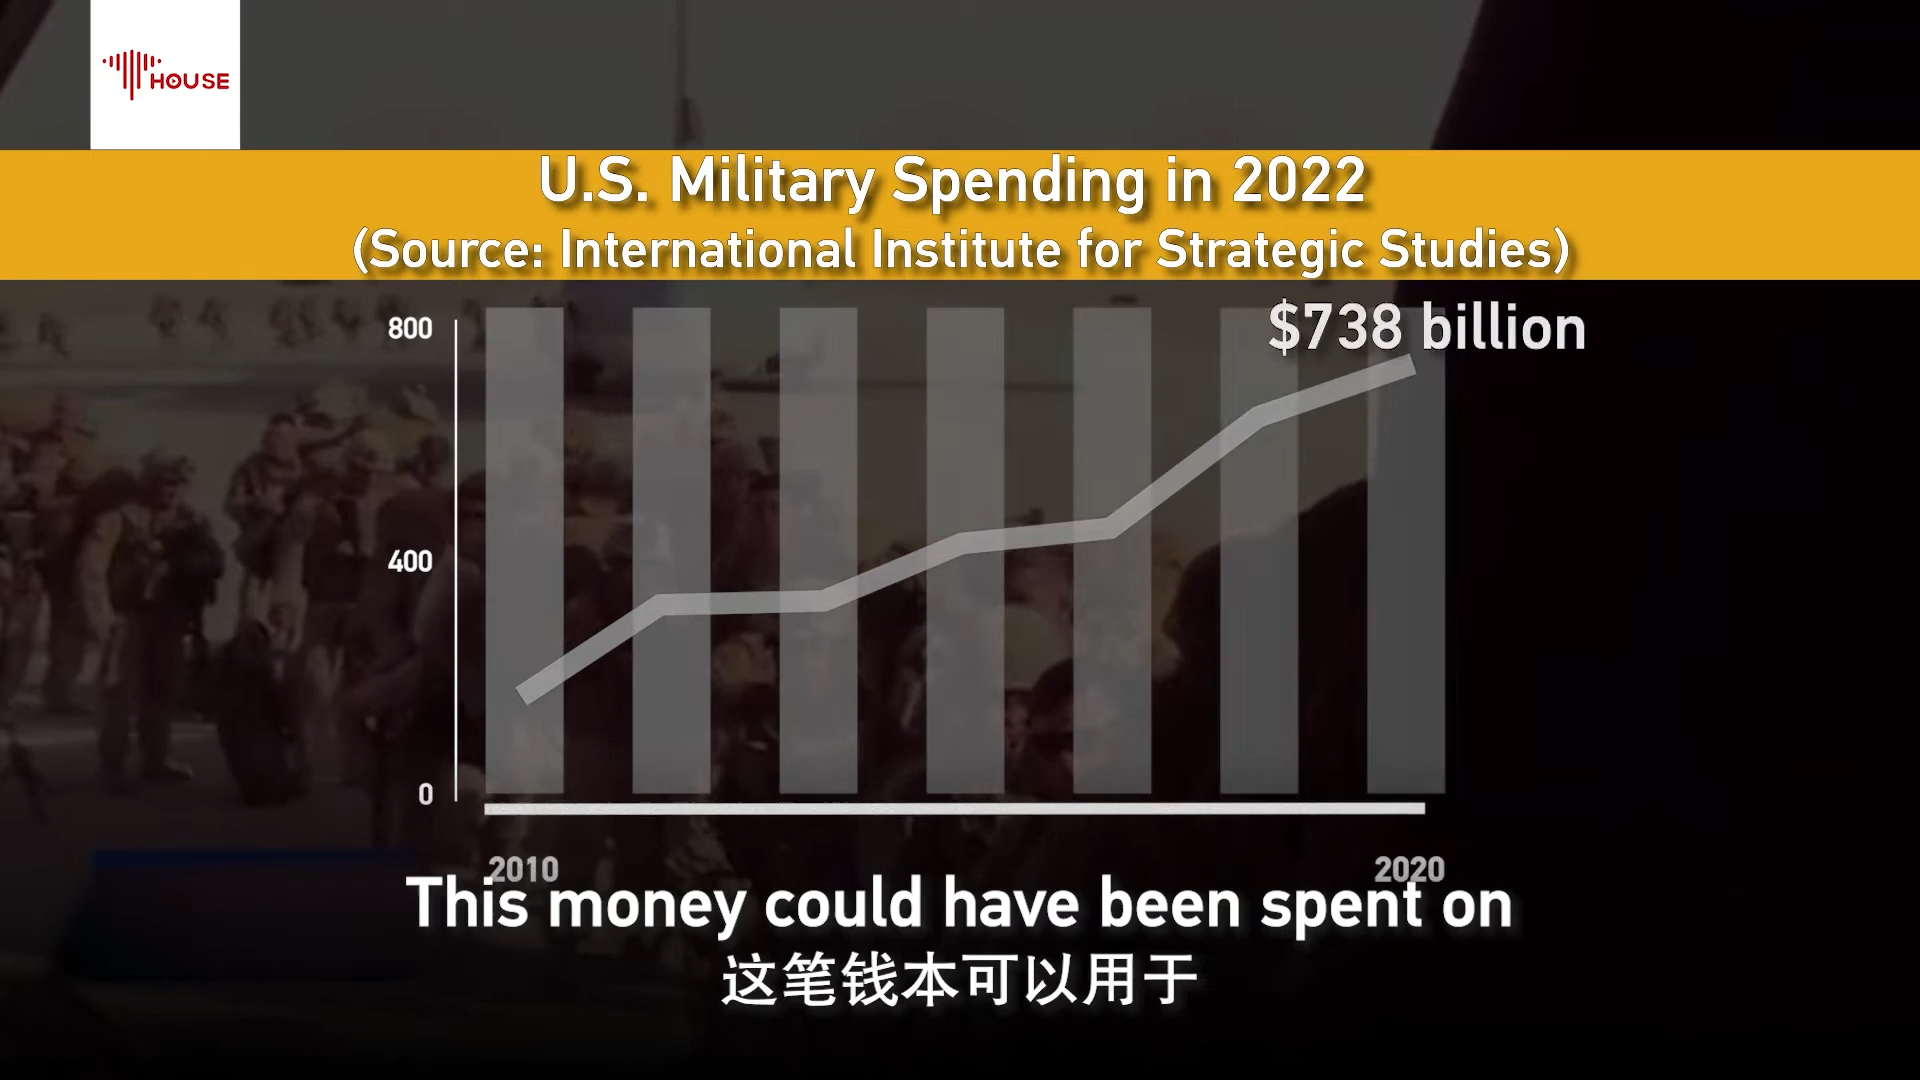 HOUSE
U.S. Military Spending in 2022
(Source: International Institute for Strategic Studies)
$738 billion
800
400
0
2010 2020
This money could have been spent on
这笔钱本可以用于